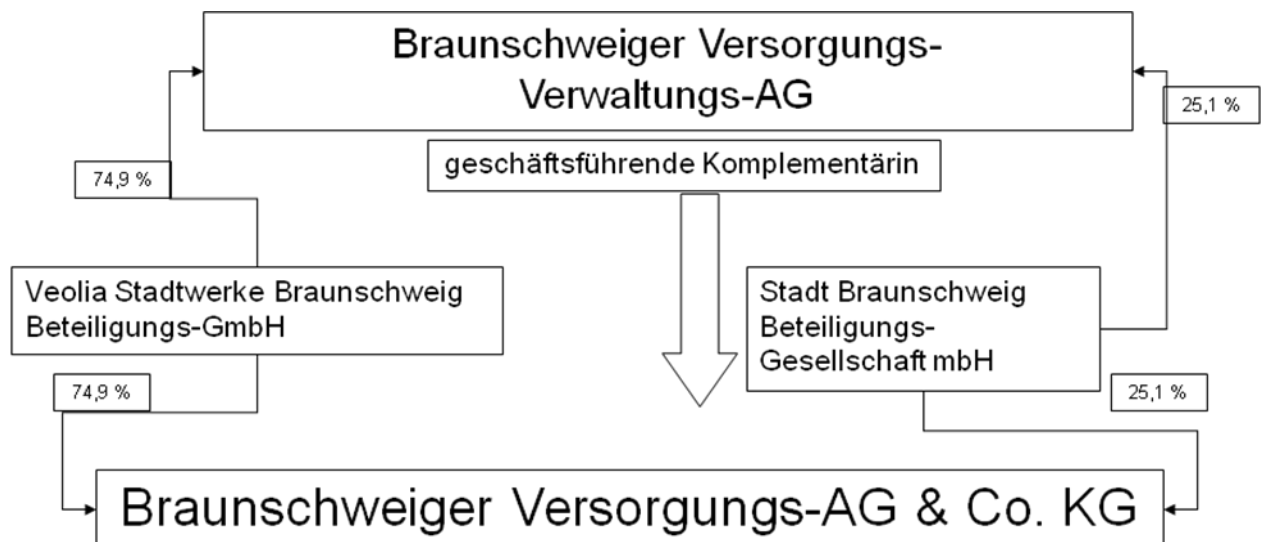 Braunschweiger Versorgungs-
Verwaltungs-AG
25,1 %
geschäftsführende Komplementärin
74,9 %
Veolia Stadtwerke Braunschweig
Beteiligungs-GmbH
Stadt Braunschweig
Beteiligungs-
Gesellschaft mbH
74,9 %
25,1 %
Braunschweiger Versorgungs-AG & Co. KG